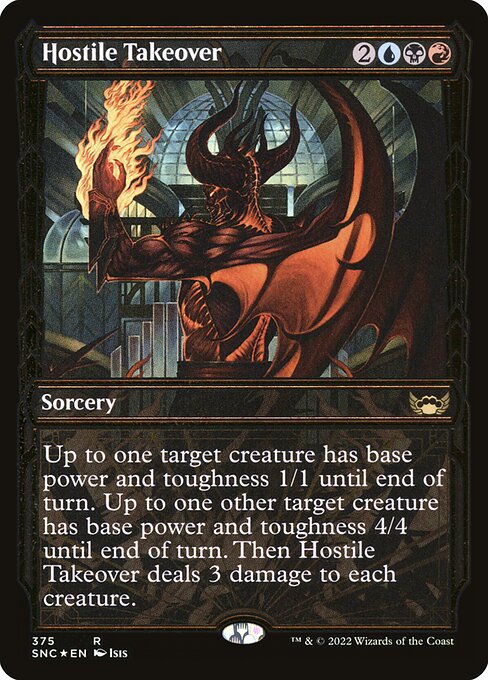 Hostile Takeover
2
Sorcery
Up to one target creature has base
power and toughness 1/1 until end of
turn. Up to one other target creature
has base power and toughness 4/4
until end of turn. Then Hostile
Takeover deals 3 damage to each
creature.
375 R
SNC★EN Isis
™ & © 2022 Wizards of the Coast